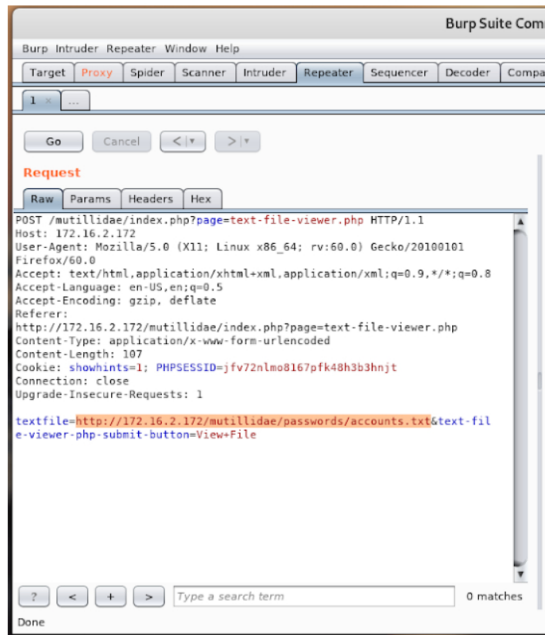 Burp Suite Com
Burp Intruder Repeater Window Help
Target Proxy Spider Scanner Intruder Repeater Sequencer Decoder Compa
1 × ...
Go Cancel < | ▼ > | ▼
Request
Raw Params Headers Hex
POST /mutillidae/index.php?page=text-file-viewer.php HTTP/1.1
Host: 172.16.2.172
User-Agent: Mozilla/5.0 (X11; Linux x86_64; rv:60.0) Gecko/20100101
Firefox/60.0
Accept: text/html,application/xhtml+xml,application/xml;q=0.9,*/*;q=0.8
Accept-Language: en-US,en;q=0.5
Accept-Encoding: gzip, deflate
Referer:
http://172.16.2.172/mutillidae/index.php?page=text-file-viewer.php
Content-Type: application/x-www-form-urlencoded
Content-Length: 107
Cookie: showhints=1; PHPSESSID=jfv72nlmo8167pfk48h3b3hnjt
Connection: close
Upgrade-Insecure-Requests: 1
textfile=http://172.16.2.172/mutillidae/passwords/accounts.txt&text-fil
e-viewer-php-submit-button=View+File
? < + > Type a search term 0 matches
Done